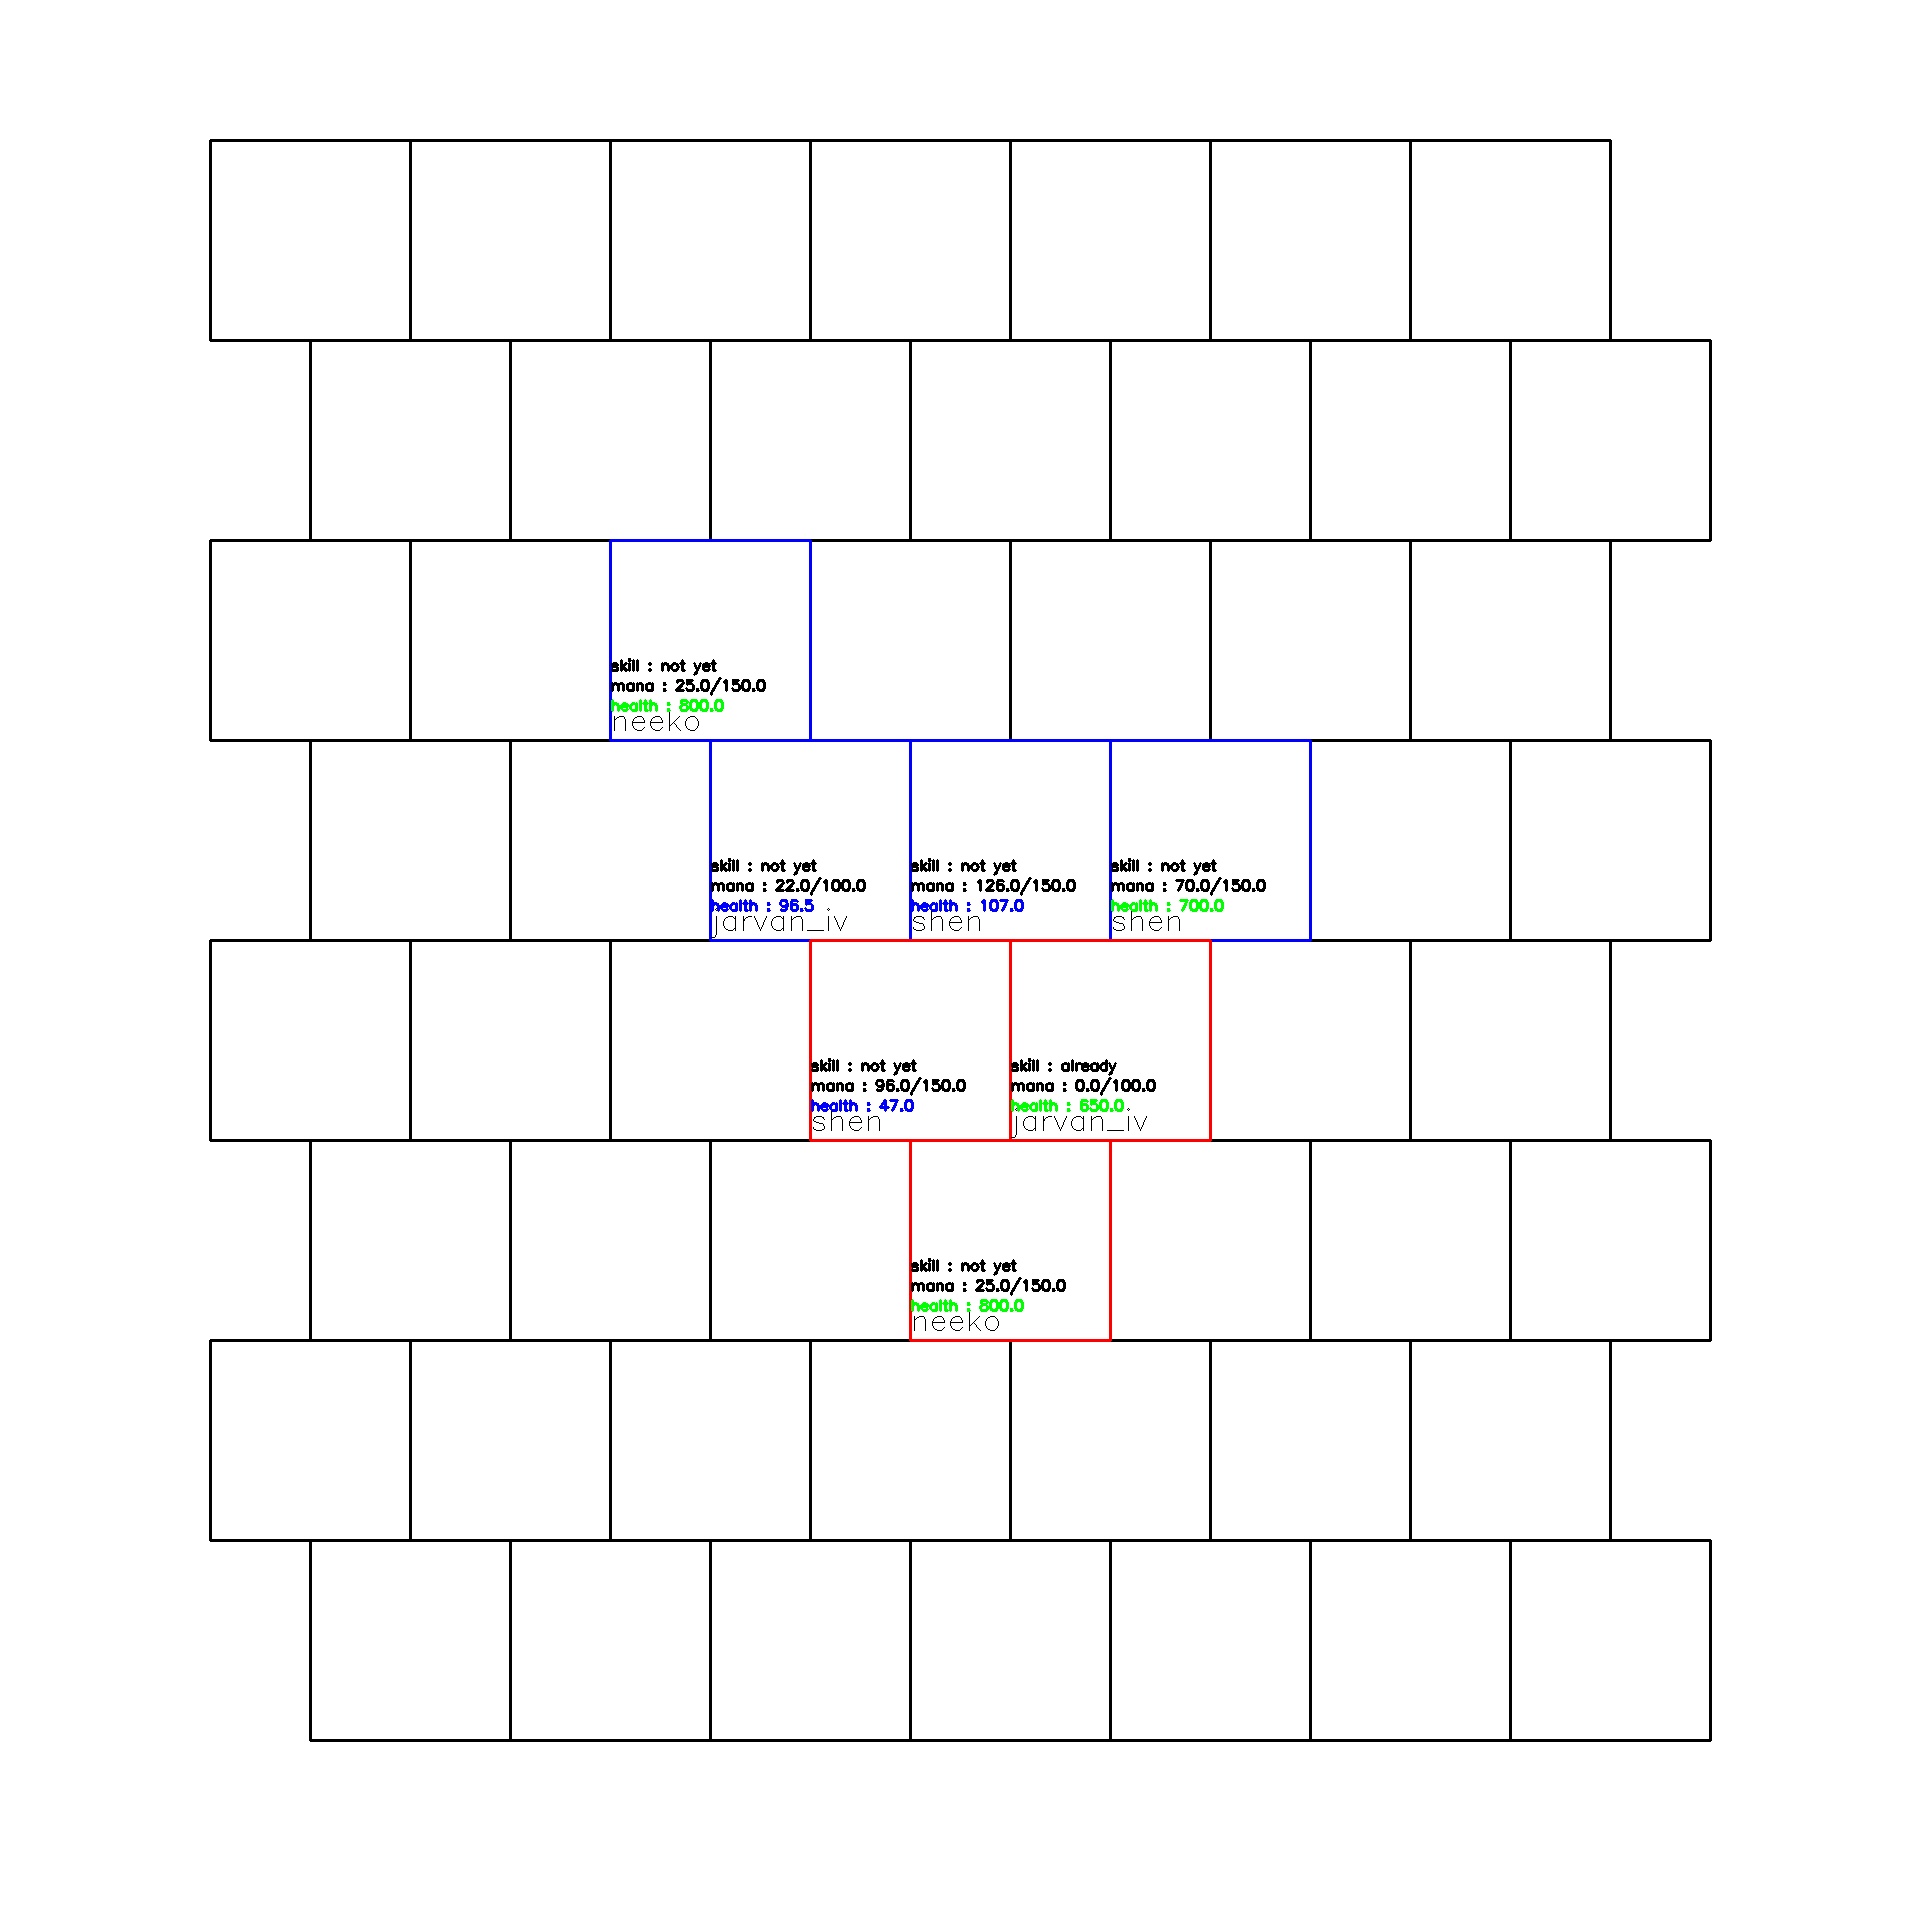 skill : not yet
mana : 25.0/150.0
health : 800.0
neeko
skill : not yet
mana : 22.0/100.0
health : 96.5
jarvan_iv
skill : not yet
mana : 126.0/150.0
health : 107.0
shen
skill : not yet
mana : 70.0/150.0
health : 700.0
shen
skill : not yet
mana : 96.0/150.0
health : 47.0
shen
skill : already
mana : 0.0/100.0
health : 650.0
jarvan_iv
skill : not yet
mana : 25.0/150.0
health : 800.0
neeko